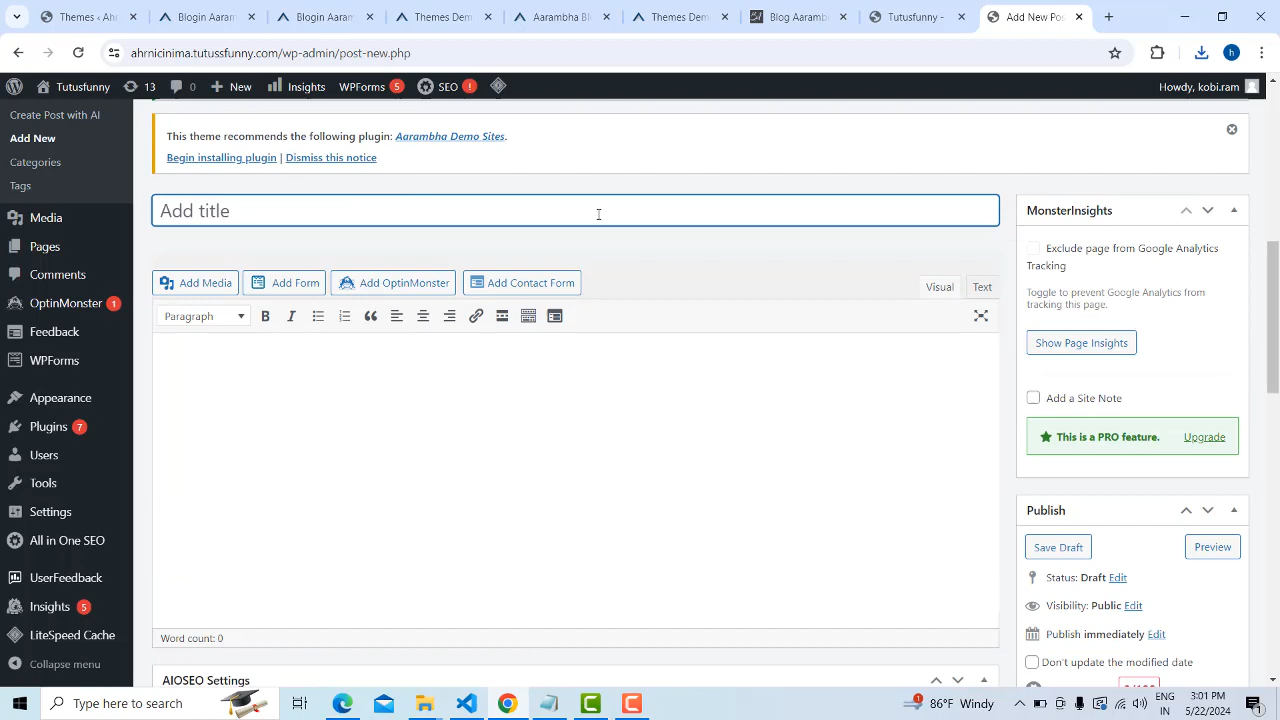 Themes ‹ Ahr
Blogin Aaram
Blogin Aaram
Themes Demo
Aarambha Bl
Themes Demo
Blog Aaramb
Tutusfunny -
Add New Pos
ahrnicinima.tutussfunny.com/wp-admin/post-new.php
h
Tutusfunny
13
0
New
Insights
WPForms 5
SEO !
Howdy, kobi.ram
Create Post with AI
Add New
Categories
Tags
Media
Pages
Comments
OptinMonster 1
Feedback
WPForms
Appearance
Plugins 7
Users
Tools
Settings
All in One SEO
UserFeedback
Insights 5
LiteSpeed Cache
Collapse menu
This theme recommends the following plugin: Aarambha Demo Sites.
Begin installing plugin | Dismiss this notice
Add title
Add Media
Add Form
Add OptinMonster
Add Contact Form
Visual
Text
Paragraph
B I
Word count: 0
AIOSEO Settings
MonsterInsights
Exclude page from Google Analytics
Tracking
Toggle to prevent Google Analytics from
tracking this page.
Show Page Insights
Add a Site Note
This is a PRO feature. Upgrade
Publish
Save Draft
Preview
Status: Draft Edit
Visibility: Public Edit
Publish immediately Edit
Don't update the modified date
Type here to search
1
86°F Windy
ENG
IN
3:01 PM
5/22/2024
1